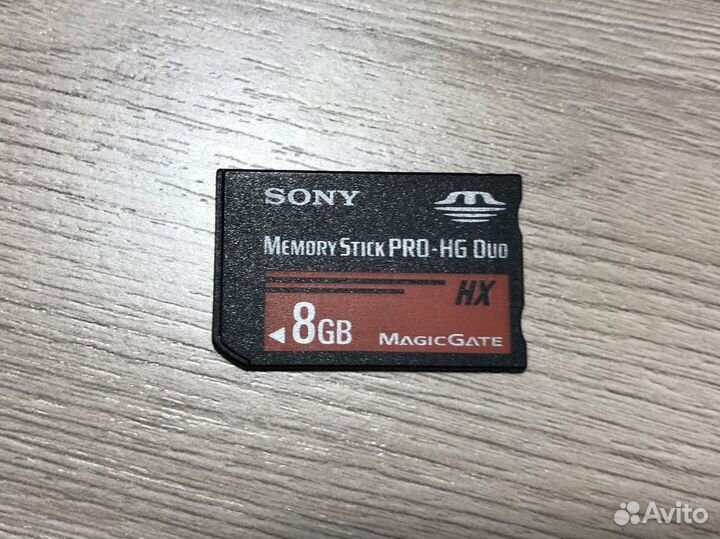 SONY
MEMORY STICK PRO-HG DUO
HX
8GB
MAGICGATE
Avito